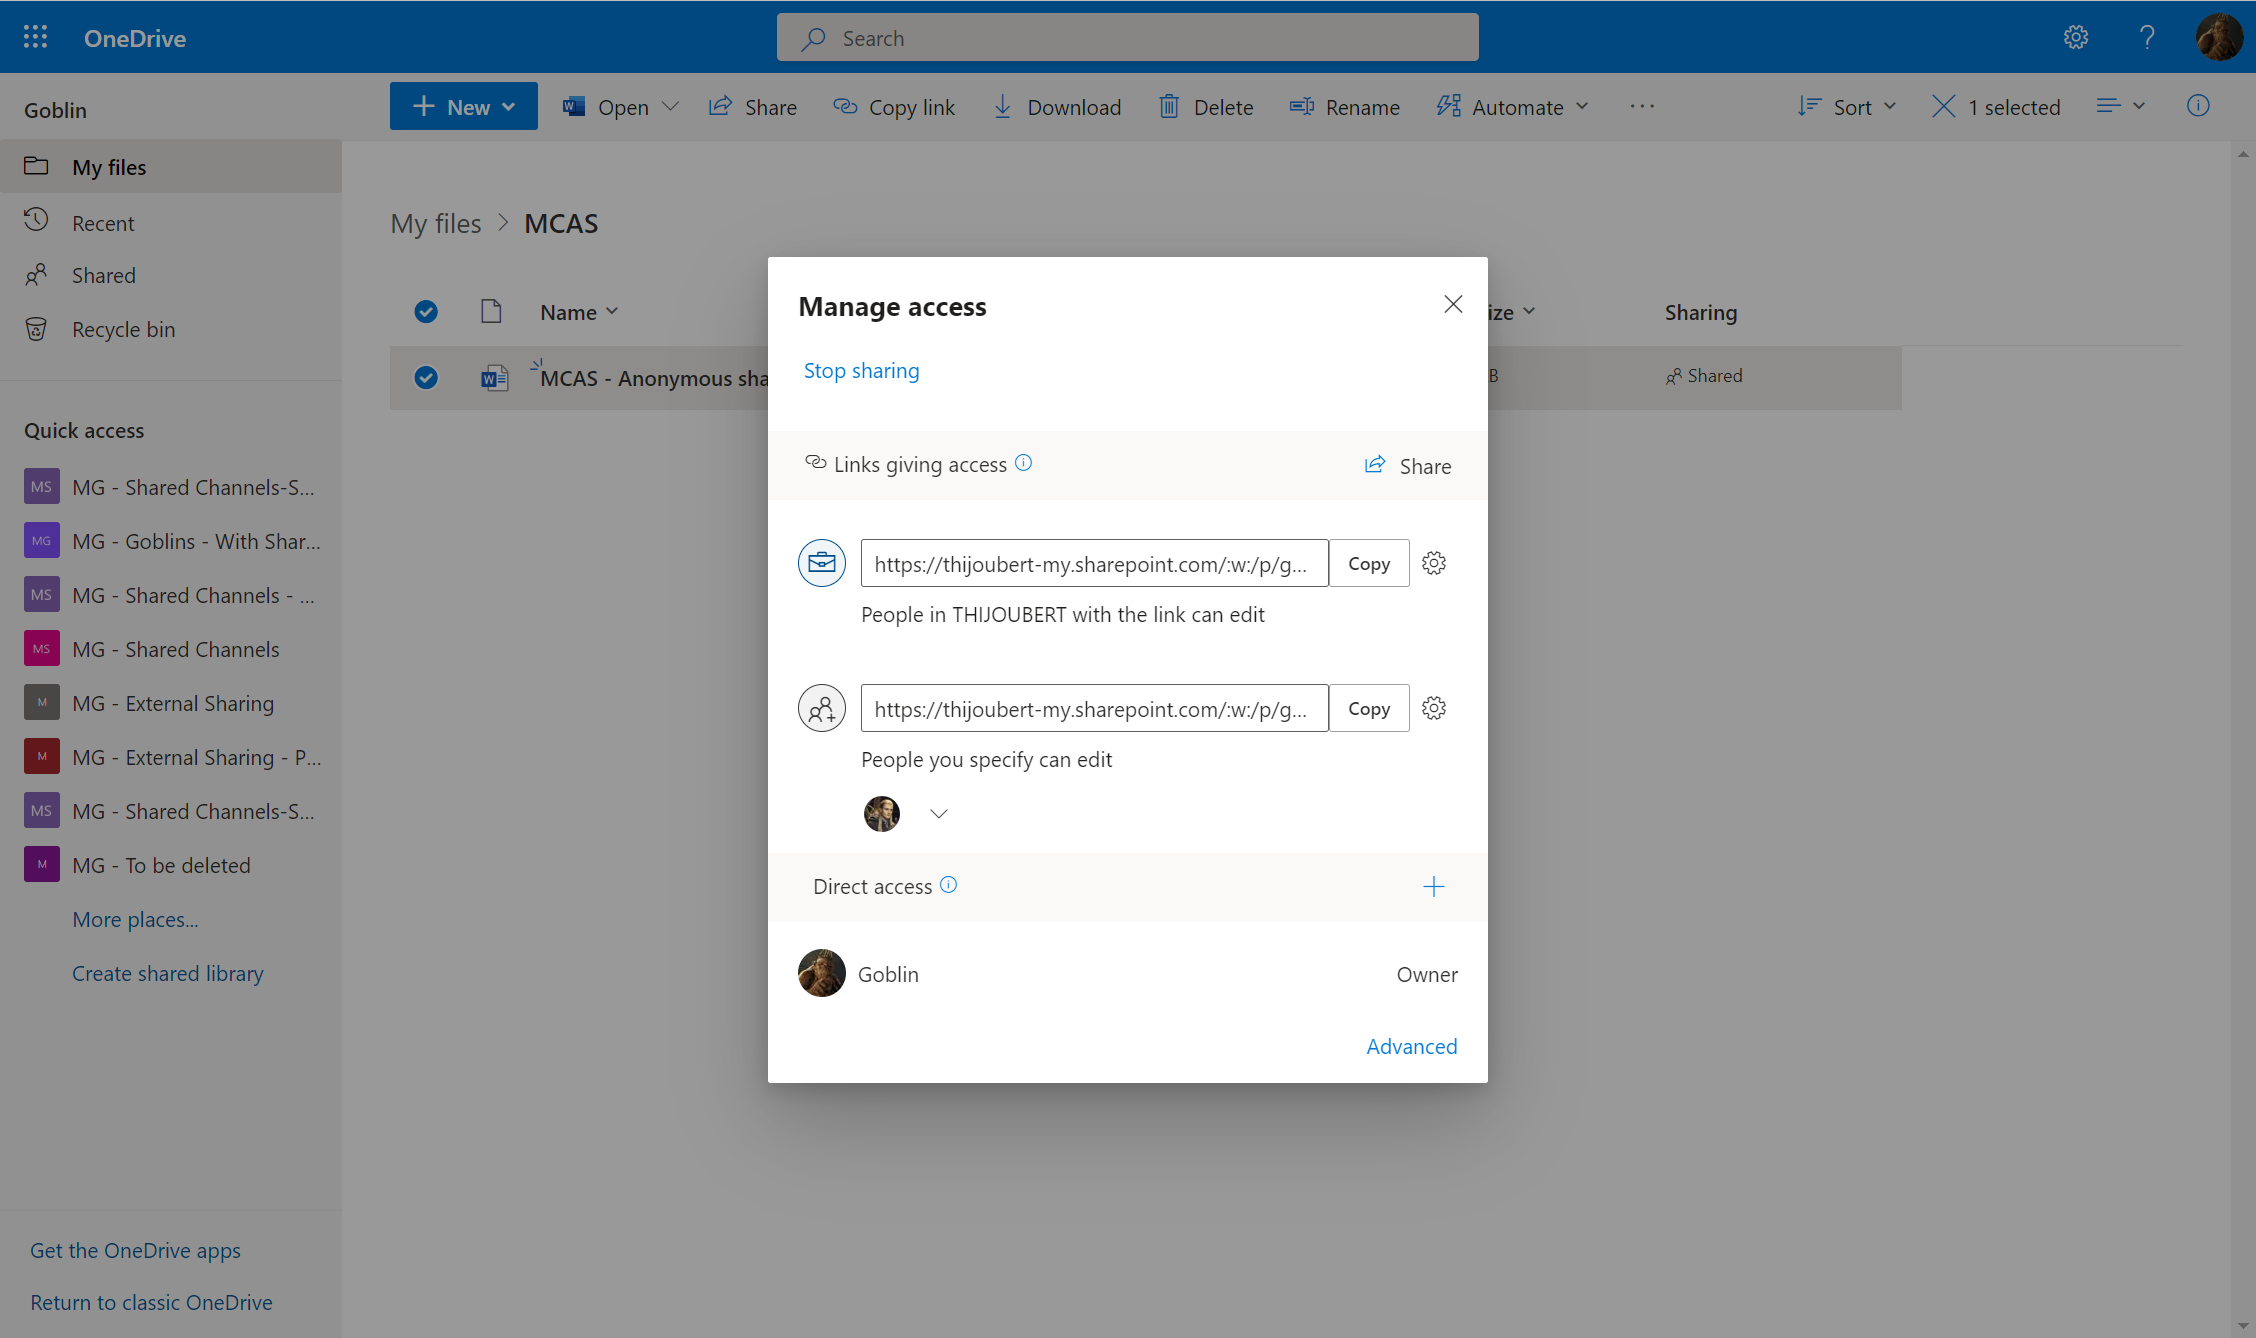 OneDrive
Search
Goblin
New
Open
Share
Copy link
Download
Delete
Rename
Automate
Sort
1 selected
My files
Recent
Shared
Recycle bin
Quick access
MS MG - Shared Channels-S...
MG MG - Goblins - With Shar...
MS MG - Shared Channels - ...
MS MG - Shared Channels
M MG - External Sharing
M MG - External Sharing - P...
MS MG - Shared Channels-S...
M MG - To be deleted
More places...
Create shared library
Get the OneDrive apps
Return to classic OneDrive
My files > MCAS
Name
ize
Sharing
MCAS - Anonymous sha
B
Shared
Manage access
Stop sharing
Links giving access
Share
https://thijoubert-my.sharepoint.com/:w:/p/g...
Copy
People in THIJOUBERT with the link can edit
https://thijoubert-my.sharepoint.com/:w:/p/g...
Copy
People you specify can edit
Direct access
Goblin
Owner
Advanced